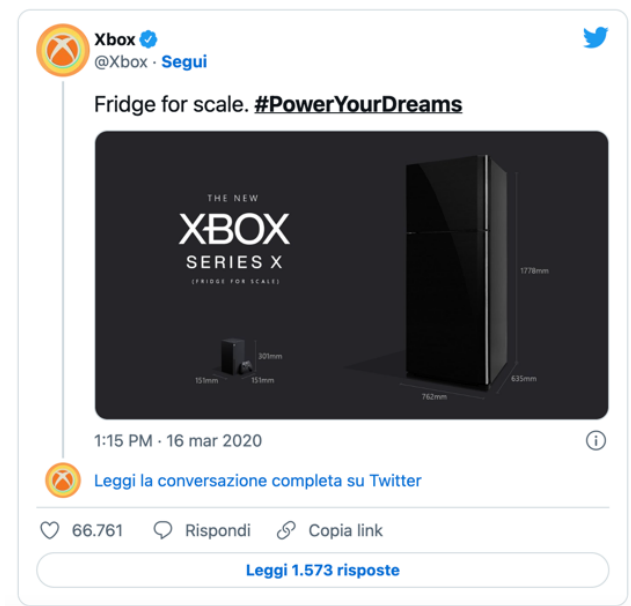 Xbox
@Xbox · Segui
Fridge for scale. #PowerYourDreams
THE NEW
XBOX
SERIES X
[FRIDGE FOR SCALE]
1778mm
301mm
151mm 151mm
635mm
762mm
1:15 PM · 16 mar 2020
Leggi la conversazione completa su Twitter
66.761 Rispondi Copia link
Leggi 1.573 risposte